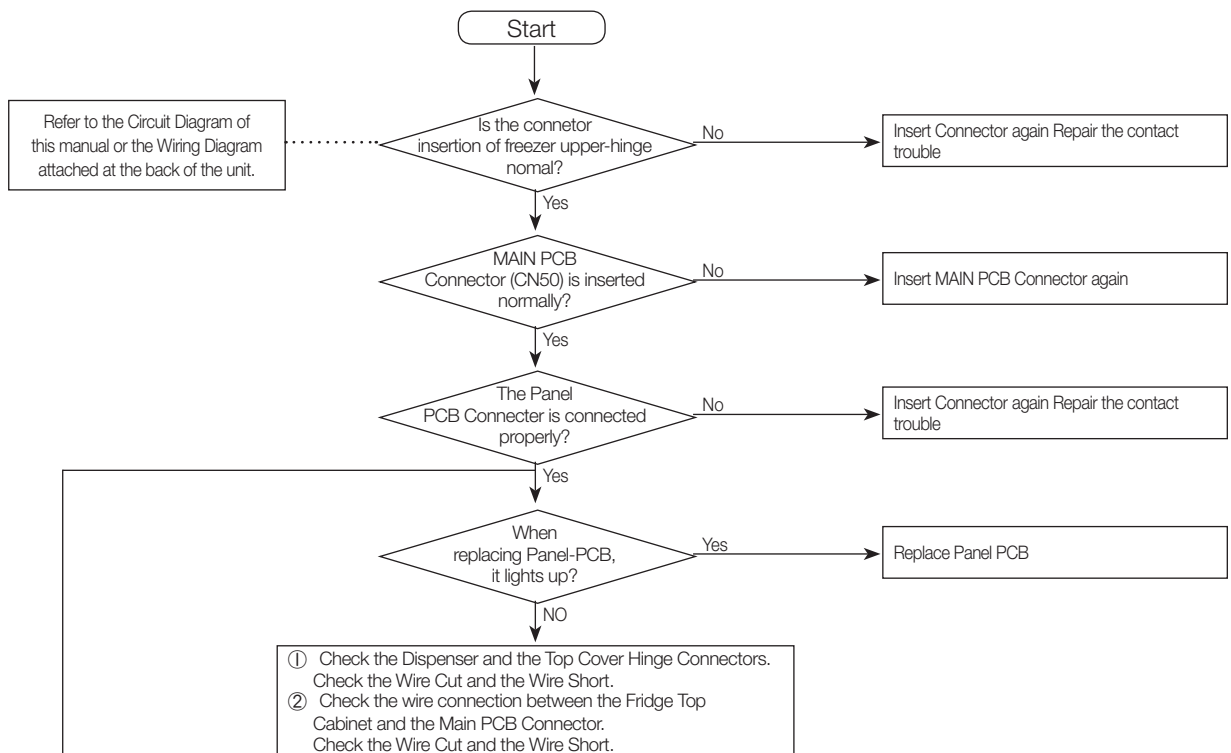 Start
Refer to the Circuit Diagram of
this manual or the Wiring Diagram
attached at the back of the unit.
Is the connetor
insertion of freezer upper-hinge
nomal?
No
Insert Connector again Repair the contact
trouble
Yes
MAIN PCB
Connector (CN50) is inserted
normally?
No
Insert MAIN PCB Connector again
Yes
The Panel
PCB Connecter is connected
properly?
No
Insert Connector again Repair the contact
trouble
Yes
When
replacing Panel-PCB,
it lights up?
Yes
Replace Panel PCB
NO
① Check the Dispenser and the Top Cover Hinge Connectors.
Check the Wire Cut and the Wire Short.
② Check the wire connection between the Fridge Top
Cabinet and the Main PCB Connector.
Check the Wire Cut and the Wire Short.